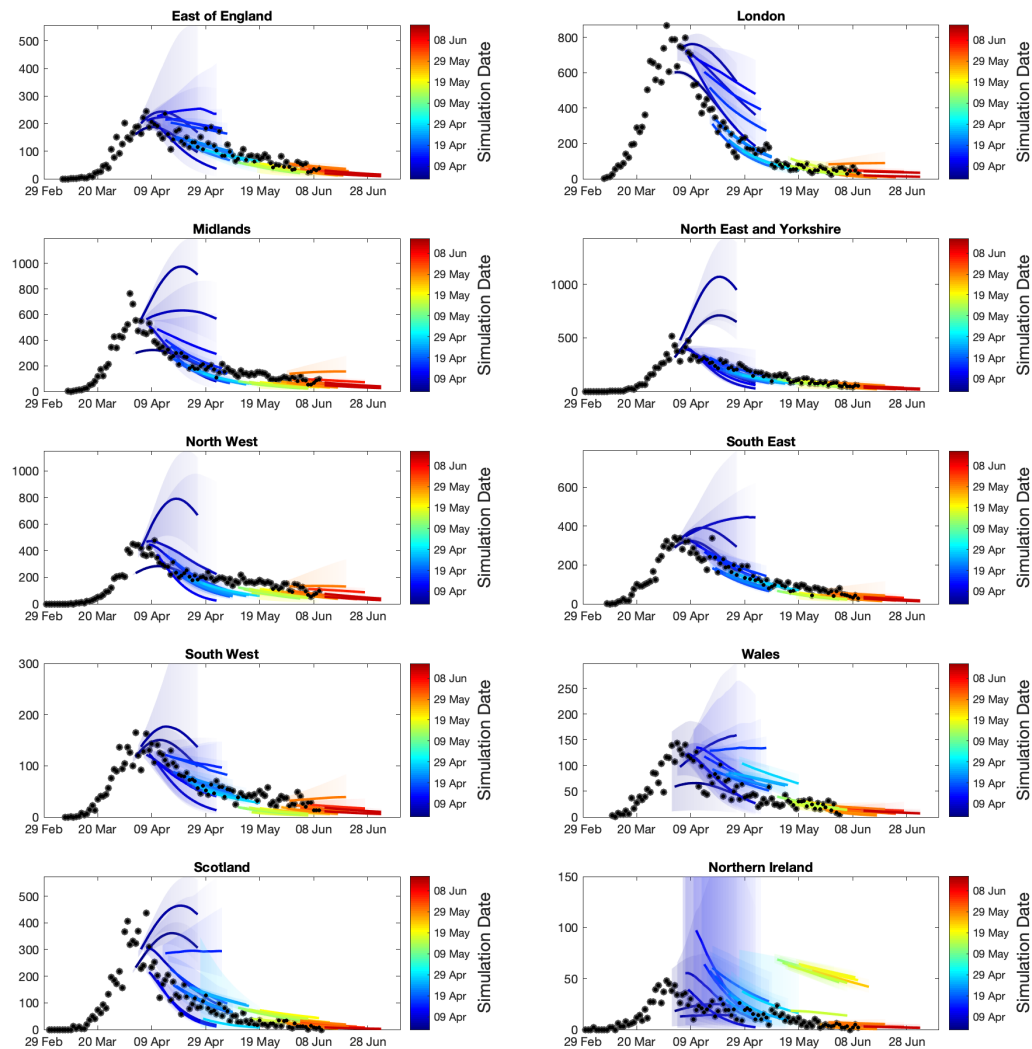 East of England
500
400
300
200
100
0
29 Feb 20 Mar 09 Apr 29 Apr 19 May 08 Jun 28 Jun
08 Jun
29 May
19 May
09 May
29 Apr
19 Apr
09 Apr
Simulation Date
London
800
600
400
200
0
29 Feb 20 Mar 09 Apr 29 Apr 19 May 08 Jun 28 Jun
08 Jun
29 May
19 May
09 May
29 Apr
19 Apr
09 Apr
Simulation Date
Midlands
1000
800
600
400
200
0
29 Feb 20 Mar 09 Apr 29 Apr 19 May 08 Jun 28 Jun
08 Jun
29 May
19 May
09 May
29 Apr
19 Apr
09 Apr
Simulation Date
North East and Yorkshire
1000
500
0
29 Feb 20 Mar 09 Apr 29 Apr 19 May 08 Jun 28 Jun
08 Jun
29 May
19 May
09 May
29 Apr
19 Apr
09 Apr
Simulation Date
North West
1000
800
600
400
200
0
29 Feb 20 Mar 09 Apr 29 Apr 19 May 08 Jun 28 Jun
08 Jun
29 May
19 May
09 May
29 Apr
19 Apr
09 Apr
Simulation Date
South East
600
400
200
0
29 Feb 20 Mar 09 Apr 29 Apr 19 May 08 Jun 28 Jun
08 Jun
29 May
19 May
09 May
29 Apr
19 Apr
09 Apr
Simulation Date
South West
300
200
100
0
29 Feb 20 Mar 09 Apr 29 Apr 19 May 08 Jun 28 Jun
08 Jun
29 May
19 May
09 May
29 Apr
19 Apr
09 Apr
Simulation Date
Wales
250
200
150
100
50
0
29 Feb 20 Mar 09 Apr 29 Apr 19 May 08 Jun 28 Jun
08 Jun
29 May
19 May
09 May
29 Apr
19 Apr
09 Apr
Simulation Date
Scotland
500
400
300
200
100
0
29 Feb 20 Mar 09 Apr 29 Apr 19 May 08 Jun 28 Jun
08 Jun
29 May
19 May
09 May
29 Apr
19 Apr
09 Apr
Simulation Date
Northern Ireland
150
100
50
0
29 Feb 20 Mar 09 Apr 29 Apr 19 May 08 Jun 28 Jun
08 Jun
29 May
19 May
09 May
29 Apr
19 Apr
09 Apr
Simulation Date